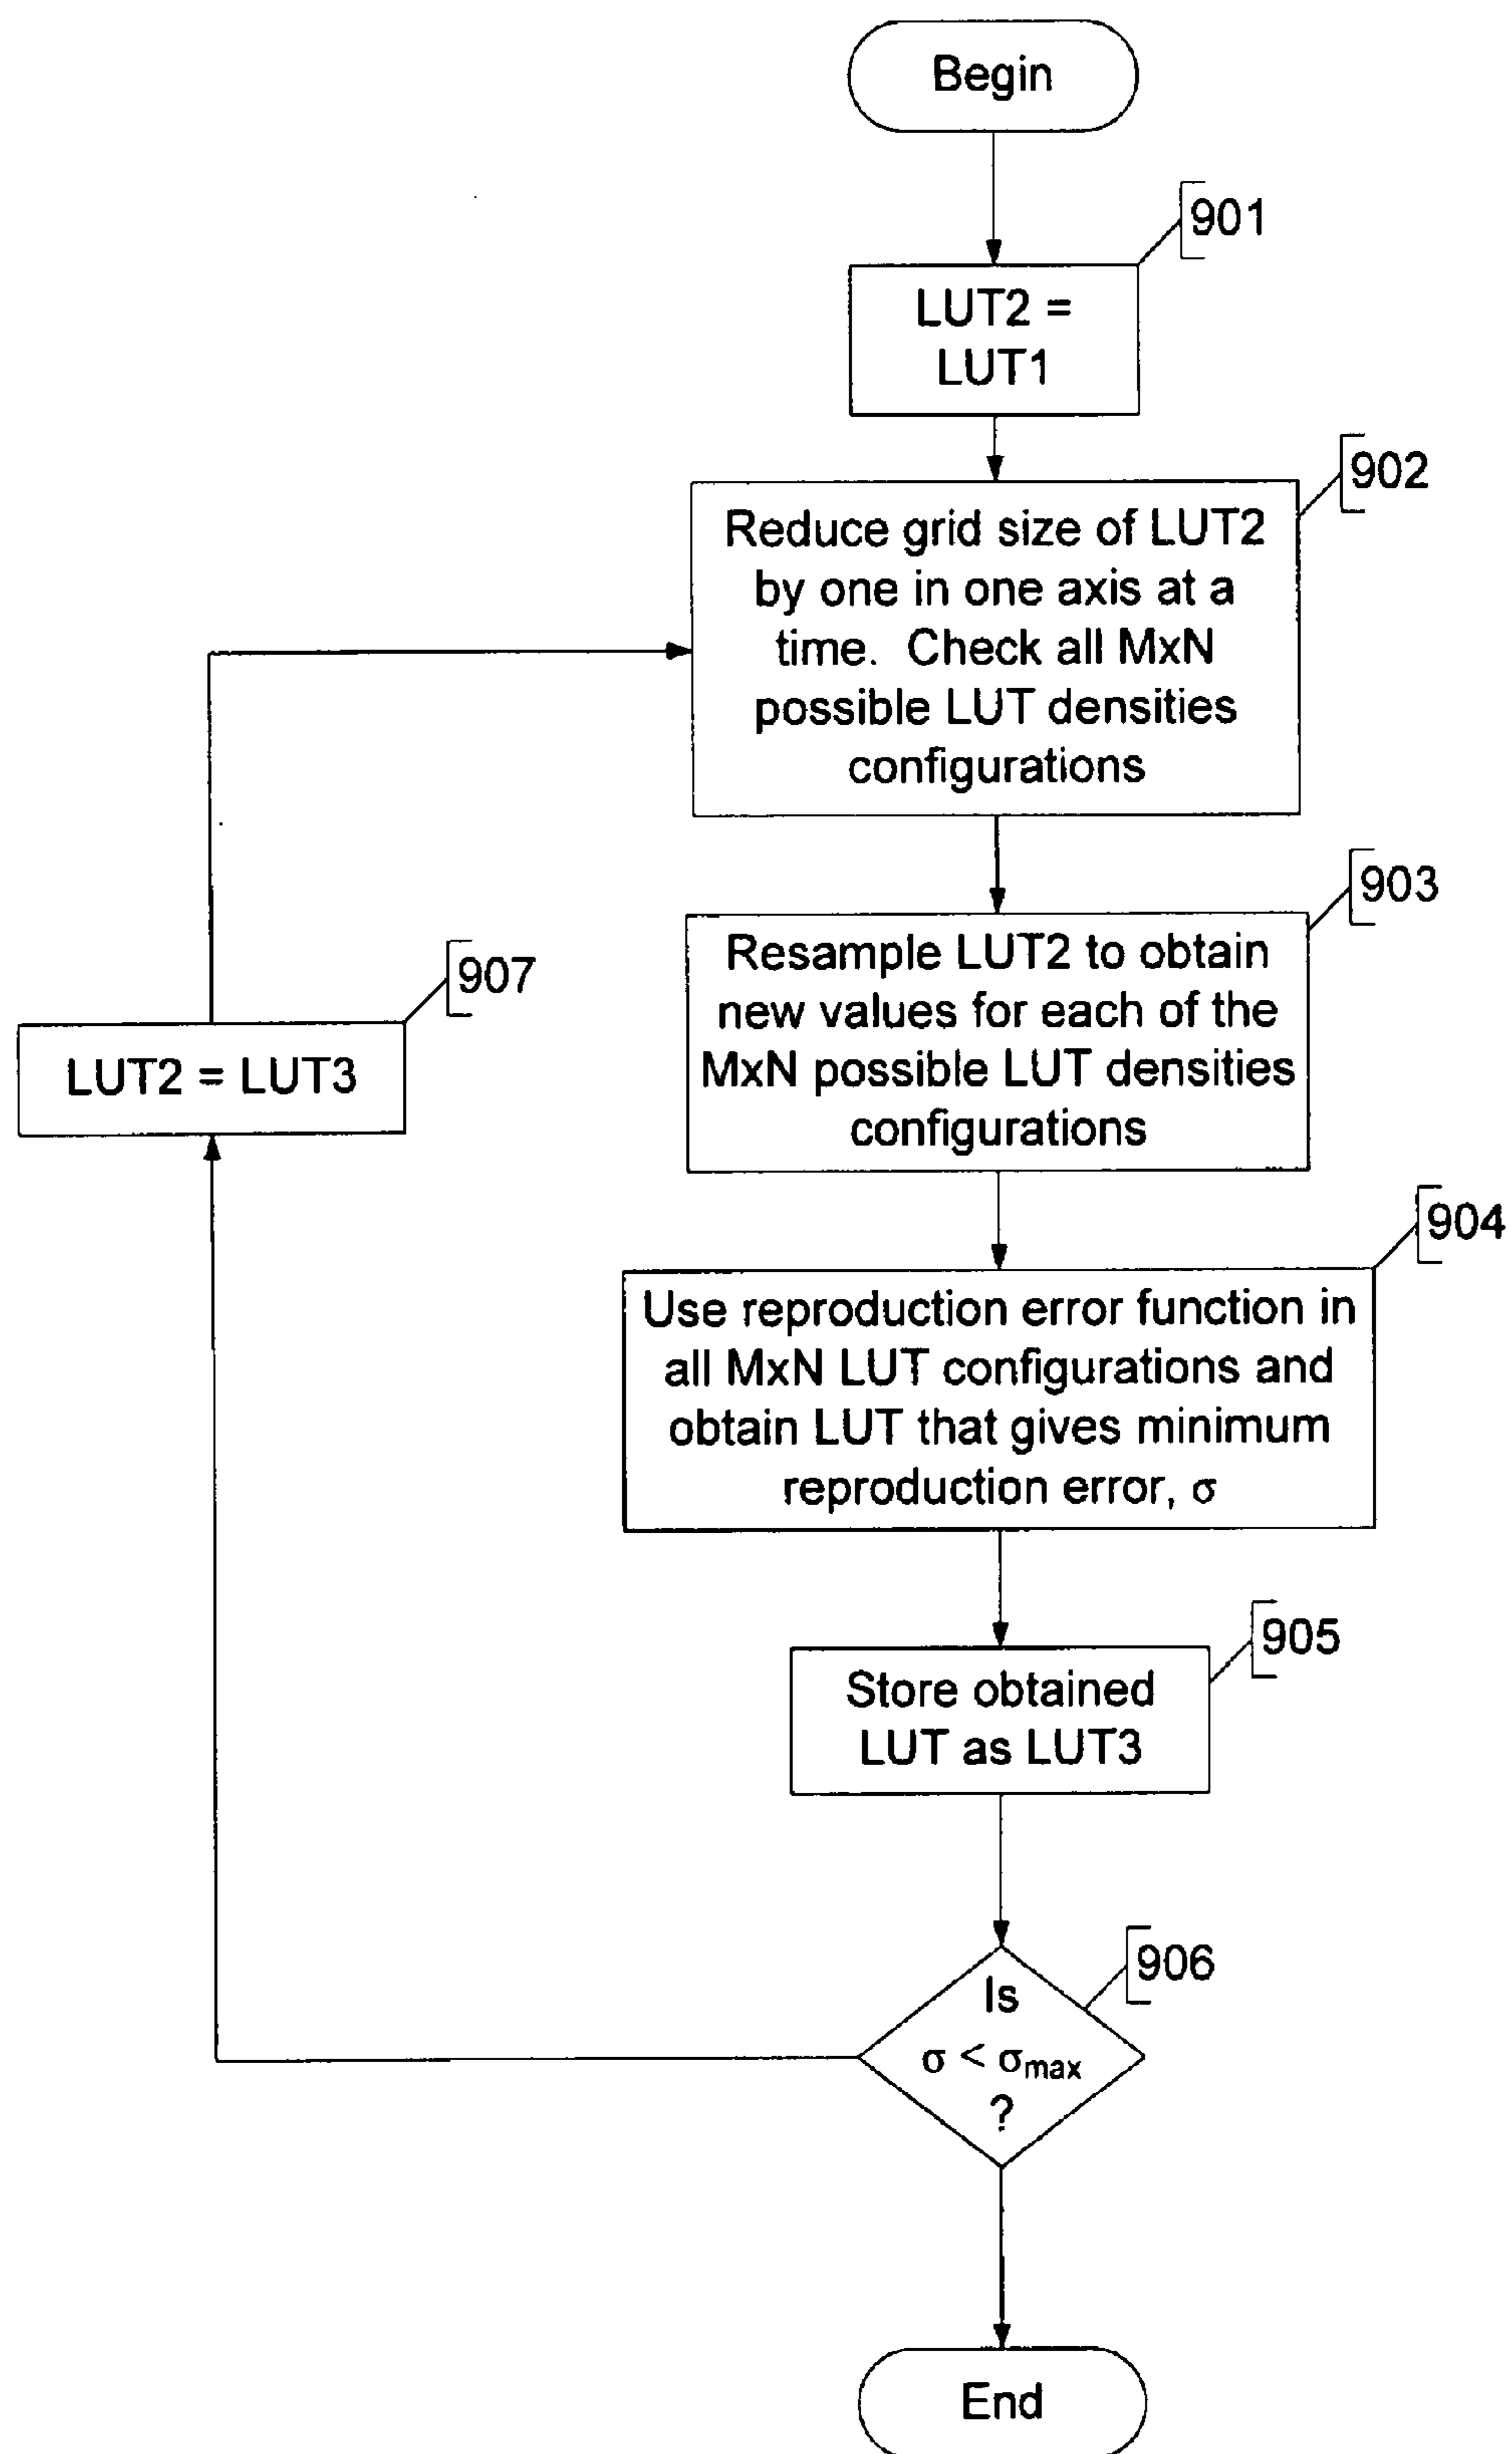 Begin
901
LUT2 =
LUT1
902
Reduce grid size of LUT2
by one in one axis at a
time. Check all MxN
possible LUT densities
configurations
903
Resample LUT2 to obtain
new values for each of the
MxN possible LUT densities
configurations
907
LUT2 = LUT3
904
Use reproduction error function in
all MxN LUT configurations and
obtain LUT that gives minimum
reproduction error, σ
905
Store obtained
LUT as LUT3
906
Is
σ < σmax
?
End